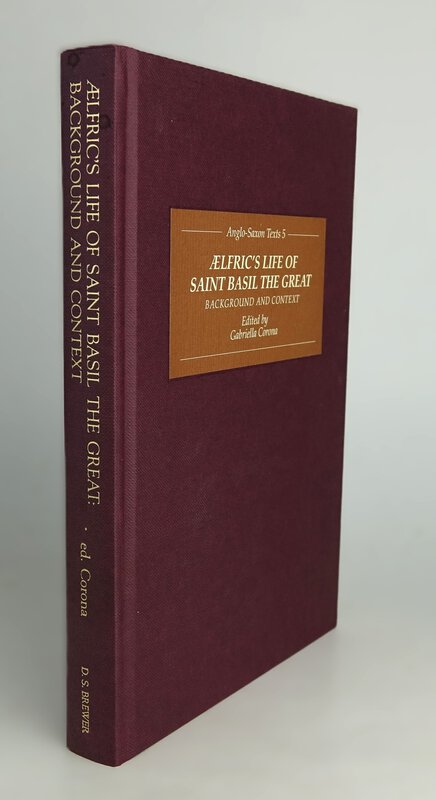 ÆLFRIC'S LIFE OF SAINT BASIL THE GREAT:
BACKGROUND AND CONTEXT
· ed. Corona
D. S. BREWER
Anglo-Saxon Texts 5
ÆLFRIC'S LIFE OF
SAINT BASIL THE GREAT
BACKGROUND AND CONTEXT
Edited by
Gabriella Corona